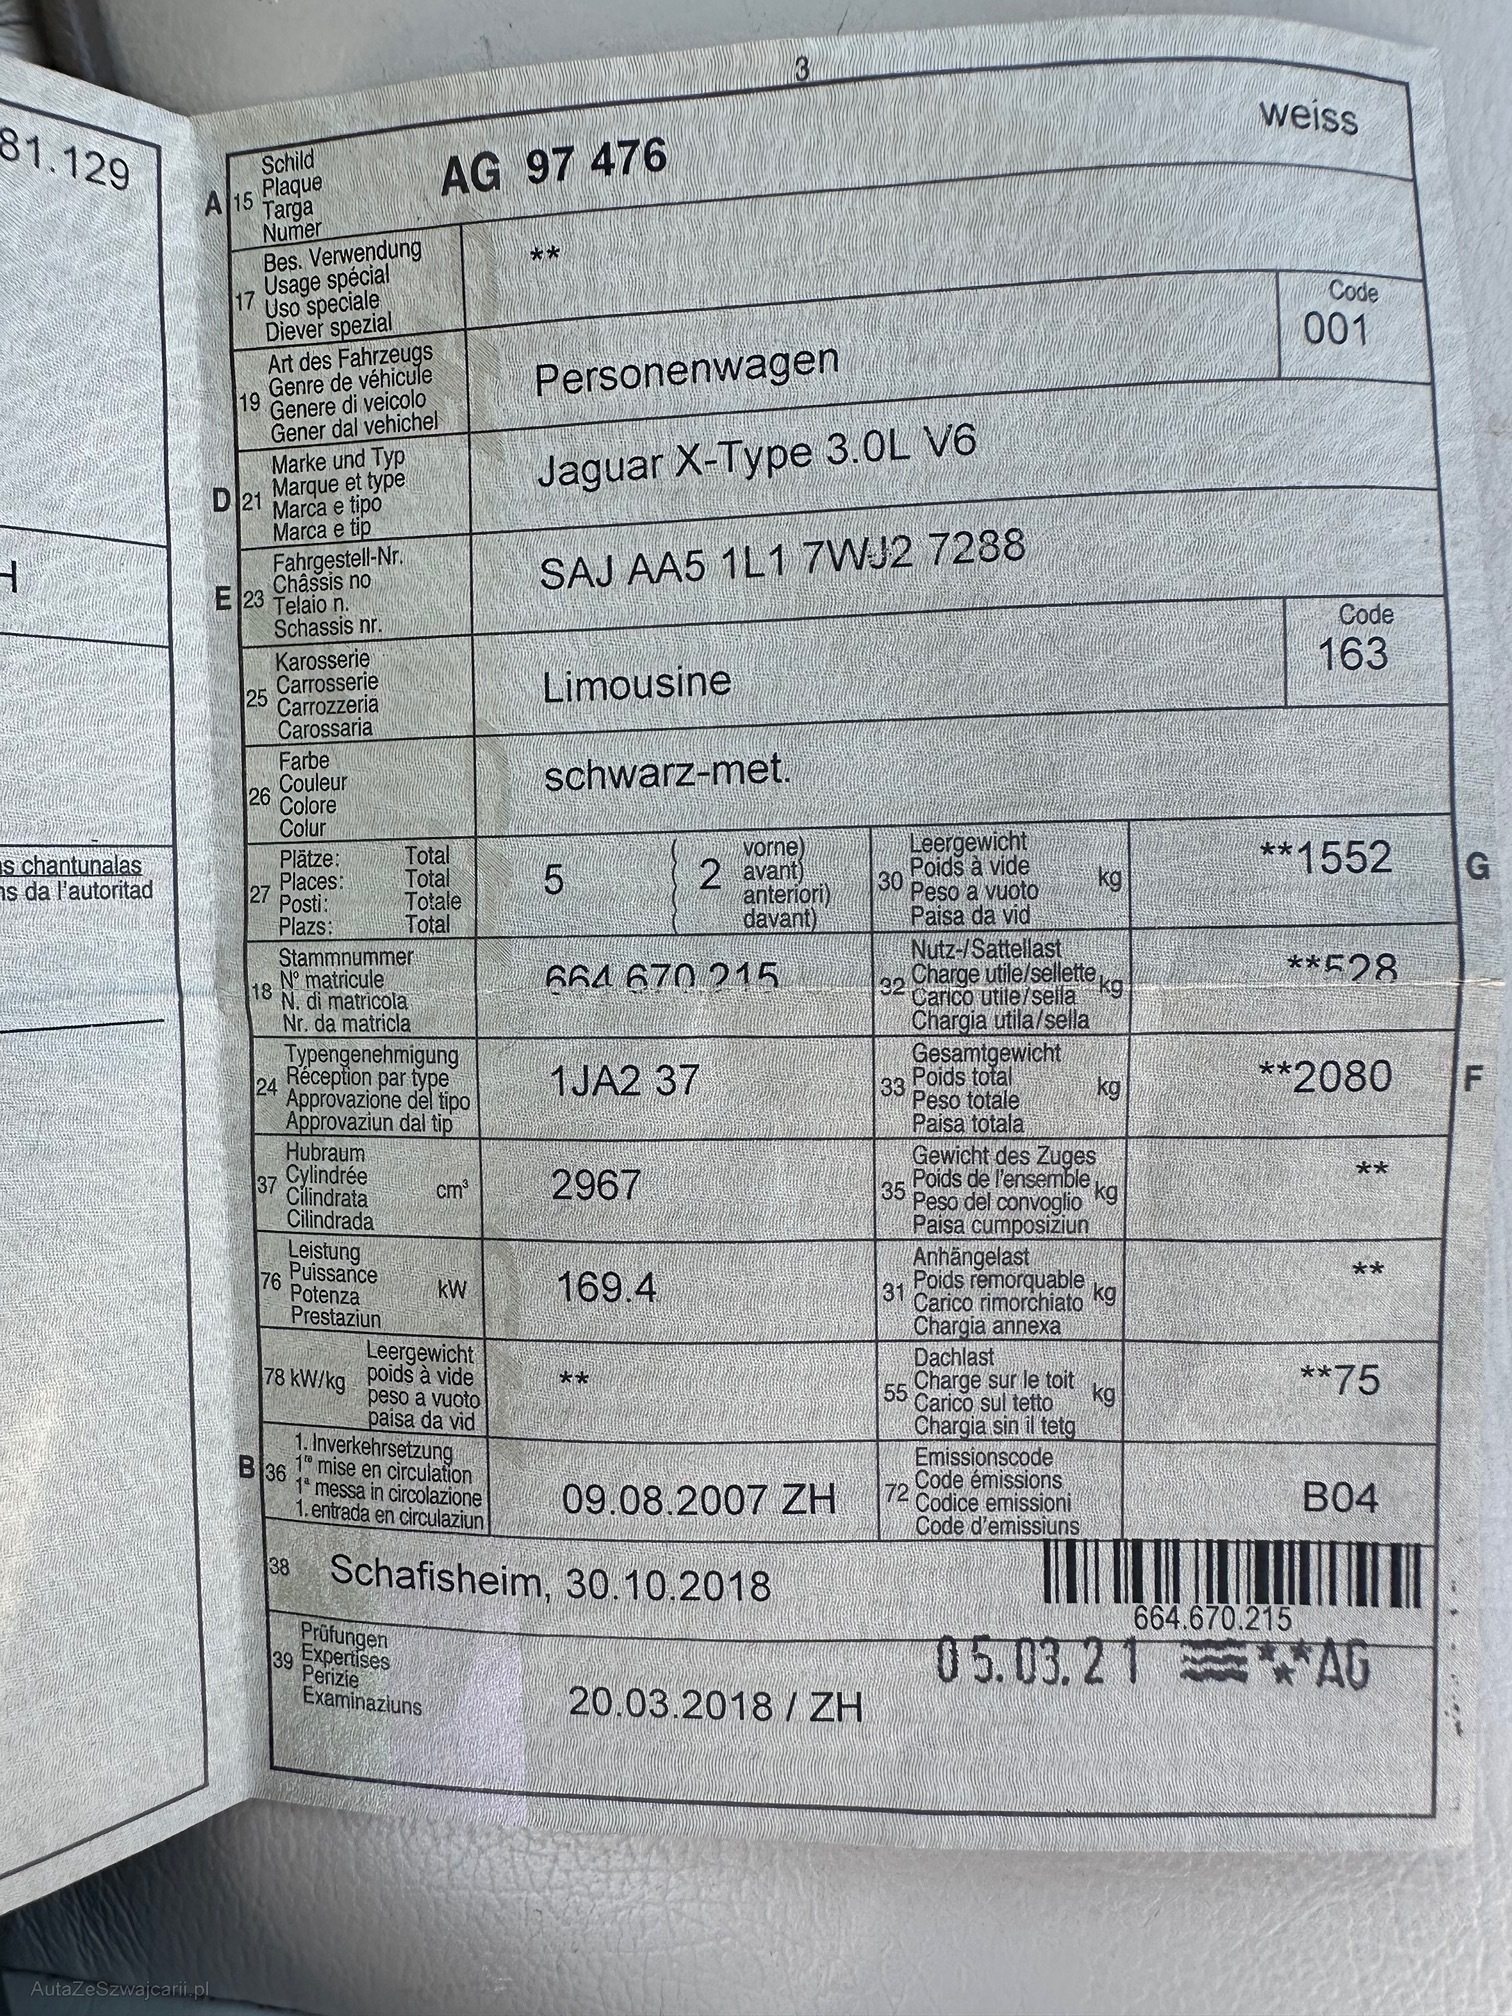 3
81.129
H
s chantunalas
ns da l'autoritad
A 15 Schild
Plaque
Targa
Numer
AG 97 476
weiss
17 Bes. Verwendung
Usage spécial
Uso speciale
Diever spezial
**
19 Art des Fahrzeugs
Genre de véhicule
Genere di veicolo
Gener dal vehichel
Personenwagen
Code
001
D 21 Marke und Typ
Marque et type
Marca e tipo
Marca e tip
Jaguar X-Type 3.0L V6
E 23 Fahrgestell-Nr.
Châssis no
Telaio n.
Schassis nr.
SAJ AA5 1L1 7WJ2 7288
25 Karosserie
Carrosserie
Carrozzeria
Carossaria
Limousine
Code
163
26 Farbe
Couleur
Colore
Colur
schwarz-met.
27 Plätze: Total
Places: Total
Posti: Totale
Plazs: Total
5 ( 2 vorne)
avant)
anteriori)
davant)
30 Leergewicht
Poids à vide kg
Peso a vuoto
Paisa da vid
**1552 G
18 Stammnummer
N° matricule
N. di matricola
Nr. da matricla
664 670 215
32 Nutz-/Sattellast
Charge utile/sellette kg
Carico utile/sella
Chargia utila/sella
**528
24 Typengenehmigung
Réception par type
Approvazione del tipo
Approvaziun dal tip
1JA2 37
33 Gesamtgewicht
Poids total kg
Peso totale
Paisa totala
**2080 F
37 Hubraum
Cylindrée cm³
Cilindrata
Cilindrada
2967
35 Gewicht des Zuges
Poids de l'ensemble kg
Peso del convoglio
Paisa cumposiziun
**
76 Leistung
Puissance kW
Potenza
Prestaziun
169.4
31 Anhängelast
Poids remorquable kg
Carico rimorchiato
Chargia annexa
**
78 kW/kg Leergewicht
poids à vide
peso a vuoto
paisa da vid
**
55 Dachlast
Charge sur le toit kg
Carico sul tetto
Chargia sin il tetg
**75
B 36 1. Inverkehrsetzung
1re mise en circulation
1a messa in circolazione
1. entrada en circulaziun
09.08.2007 ZH
72 Emissionscode
Code émissions
Codice emissioni
Code d'emissiuns
B04
38 Schafisheim, 30.10.2018
664.670.215
39 Prüfungen
Expertises
Perizie
Examinaziuns
05.03.21 ***AG
20.03.2018 / ZH
AutaZeSzwajcarii.pl